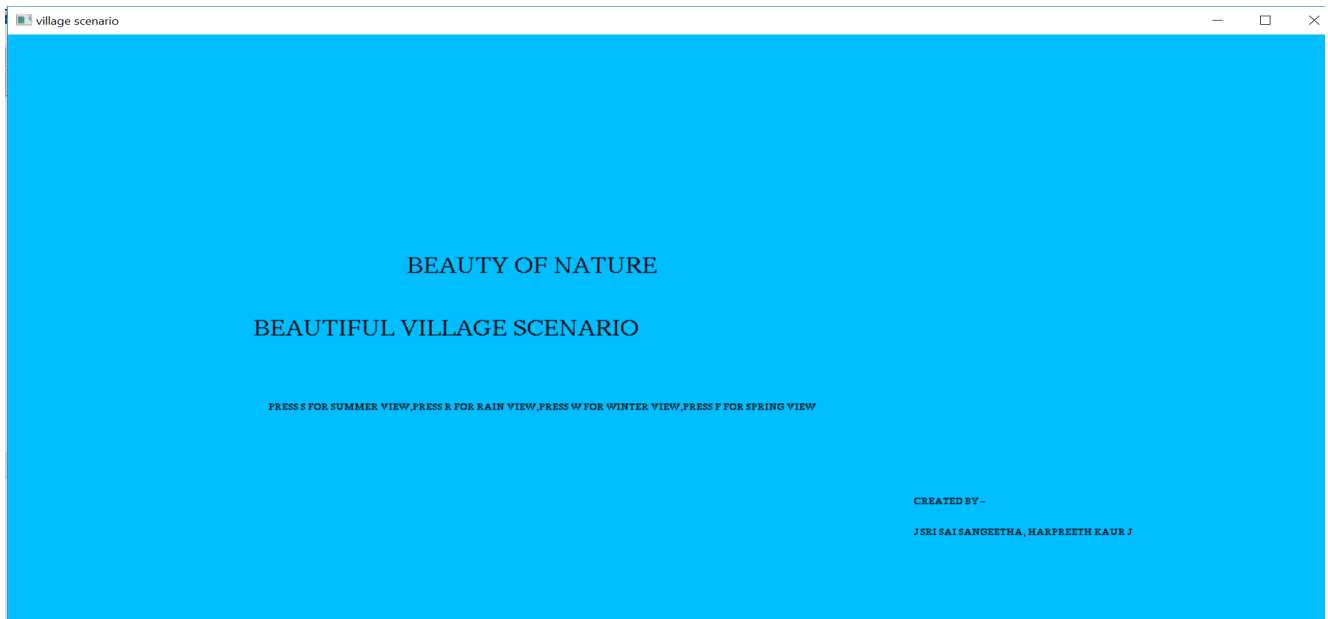 village scenario
BEAUTY OF NATURE
BEAUTIFUL VILLAGE SCENARIO
PRESS S FOR SUMMER VIEW,PRESS R FOR RAIN VIEW,PRESS W FOR WINTER VIEW,PRESS F FOR SPRING VIEW
CREATED BY -
J SRI SAI SANGEETHA, HARPREETH KAUR J